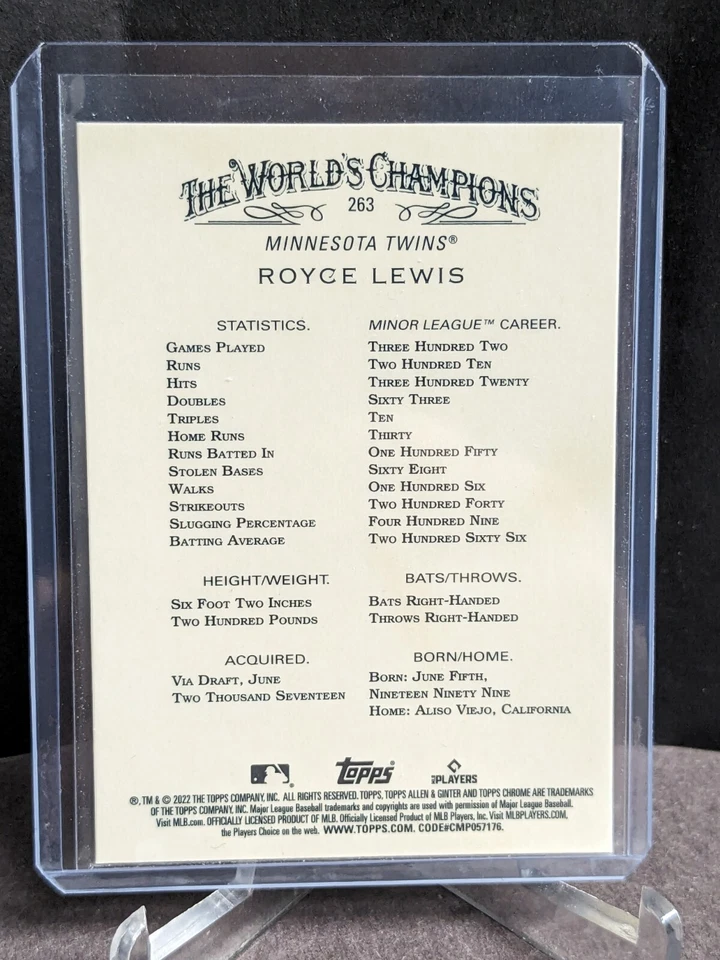 THE WORLD'S CHAMPIONS
263
MINNESOTA TWINS®
ROYCE LEWIS
STATISTICS. MINOR LEAGUE™ CAREER.
GAMES PLAYED THREE HUNDRED TWO
RUNS TWO HUNDRED TEN
HITS THREE HUNDRED TWENTY
DOUBLES SIXTY THREE
TRIPLES TEN
HOME RUNS THIRTY
RUNS BATTED IN ONE HUNDRED FIFTY
STOLEN BASES SIXTY EIGHT
WALKS ONE HUNDRED SIX
STRIKEOUTS TWO HUNDRED FORTY
SLUGGING PERCENTAGE FOUR HUNDRED NINE
BATTING AVERAGE TWO HUNDRED SIXTY SIX
HEIGHT/WEIGHT. BATS/THROWS.
SIX FOOT TWO INCHES BATS RIGHT-HANDED
TWO HUNDRED POUNDS THROWS RIGHT-HANDED
ACQUIRED. BORN/HOME.
VIA DRAFT, JUNE BORN: JUNE FIFTH,
TWO THOUSAND SEVENTEEN NINETEEN NINETY NINE
HOME: ALISO VIEJO, CALIFORNIA
TOPPS MLB PLAYERS
®, TM & © 2022 THE TOPPS COMPANY, INC. ALL RIGHTS RESERVED. TOPPS, TOPPS ALLEN & GINTER AND TOPPS CHROME ARE TRADEMARKS
OF THE TOPPS COMPANY, INC. Major League Baseball trademarks and copyrights are used with permission of Major League Baseball.
Visit MLB.com. OFFICIALLY LICENSED PRODUCT OF MLB. Officially Licensed Product of MLB Players, Inc. Visit MLBPLAYERS.COM,
the Players Choice on the web. WWW.TOPPS.COM. CODE#CMP057176.